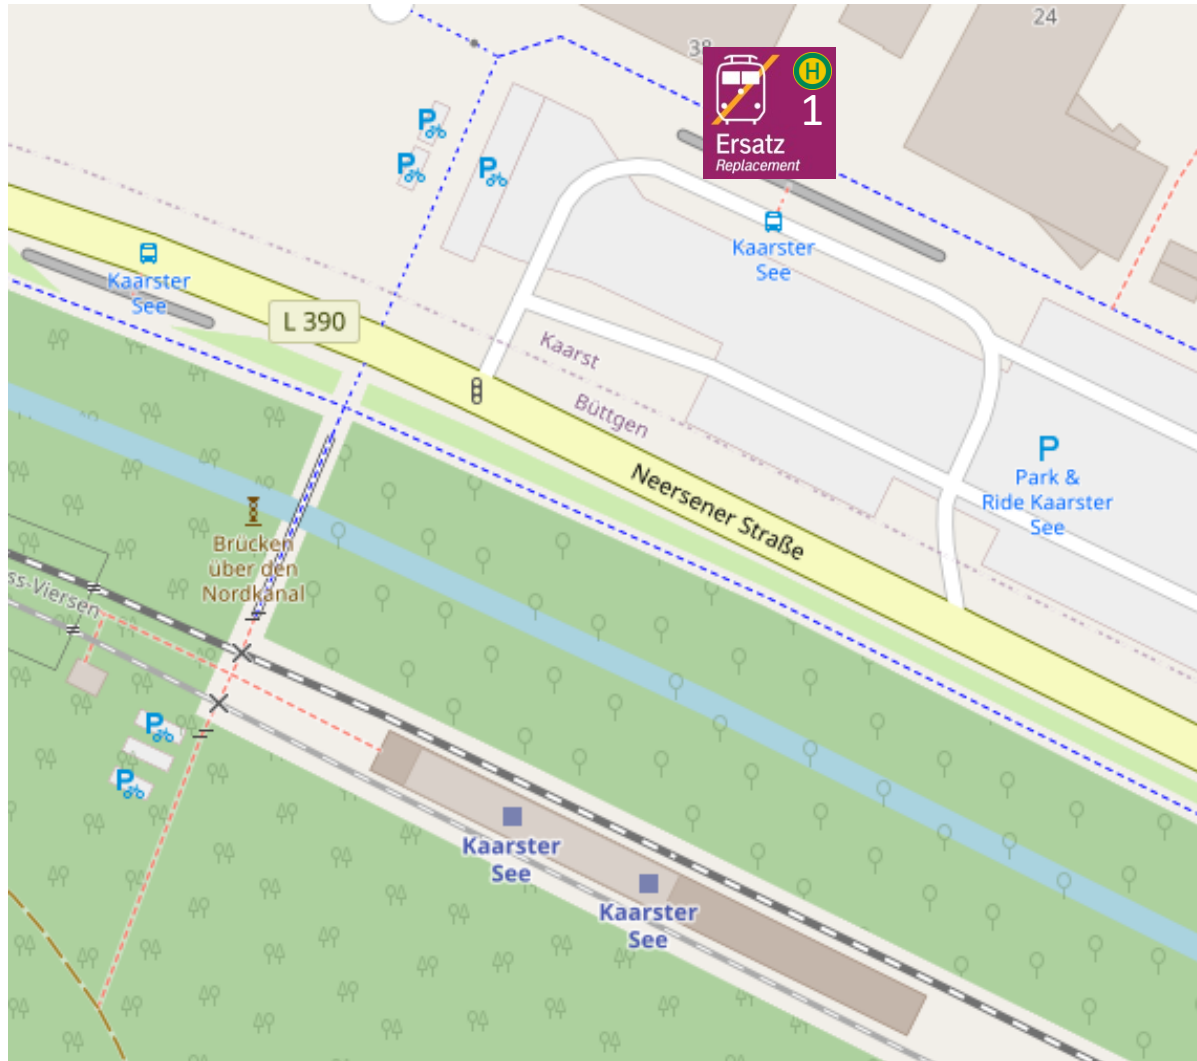 24
38
H
1
Ersatz
Replacement
Kaarster
See
Kaarster
See
L 390
Kaarst
Büttgen
Neersener Straße
P
Park &
Ride Kaarster
See
P
P
P
Brücken
über den
Nordkanal
ss-Viersen
P
P
Kaarster
See
Kaarster
See